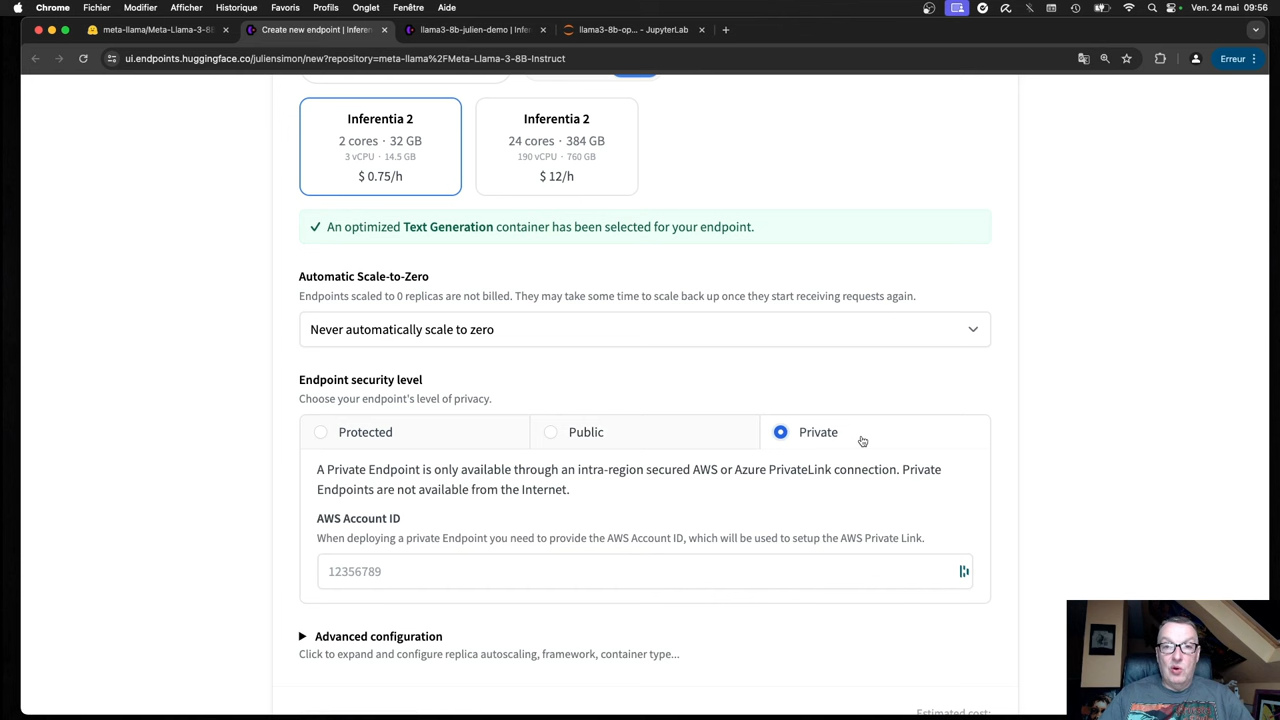 Chrome Fichier Modifier Afficher Historique Favoris Profils Onglet Fenêtre Aide Ven. 24 mai 09:56
meta-llama/Meta-Llama-3-8B- Create new endpoint | Inferen llama3-8b-julien-demo | Infere llama3-8b-op... - JupyterLab
ui.endpoints.huggingface.co/juliensimon/new?repository=meta-llama%2FMeta-Llama-3-8B-Instruct Erreur
Inferentia 2 Inferentia 2
2 cores · 32 GB 24 cores · 384 GB
3 vCPU · 14.5 GB 190 vCPU · 760 GB
$ 0.75/h $ 12/h
✓ An optimized Text Generation container has been selected for your endpoint.
Automatic Scale-to-Zero
Endpoints scaled to 0 replicas are not billed. They may take some time to scale back up once they start receiving requests again.
Never automatically scale to zero
Endpoint security level
Choose your endpoint's level of privacy.
Protected Public Private
A Private Endpoint is only available through an intra-region secured AWS or Azure PrivateLink connection. Private
Endpoints are not available from the Internet.
AWS Account ID
When deploying a private Endpoint you need to provide the AWS Account ID, which will be used to setup the AWS Private Link.
12356789
Advanced configuration
Click to expand and configure replica autoscaling, framework, container type...
Estimated cost: